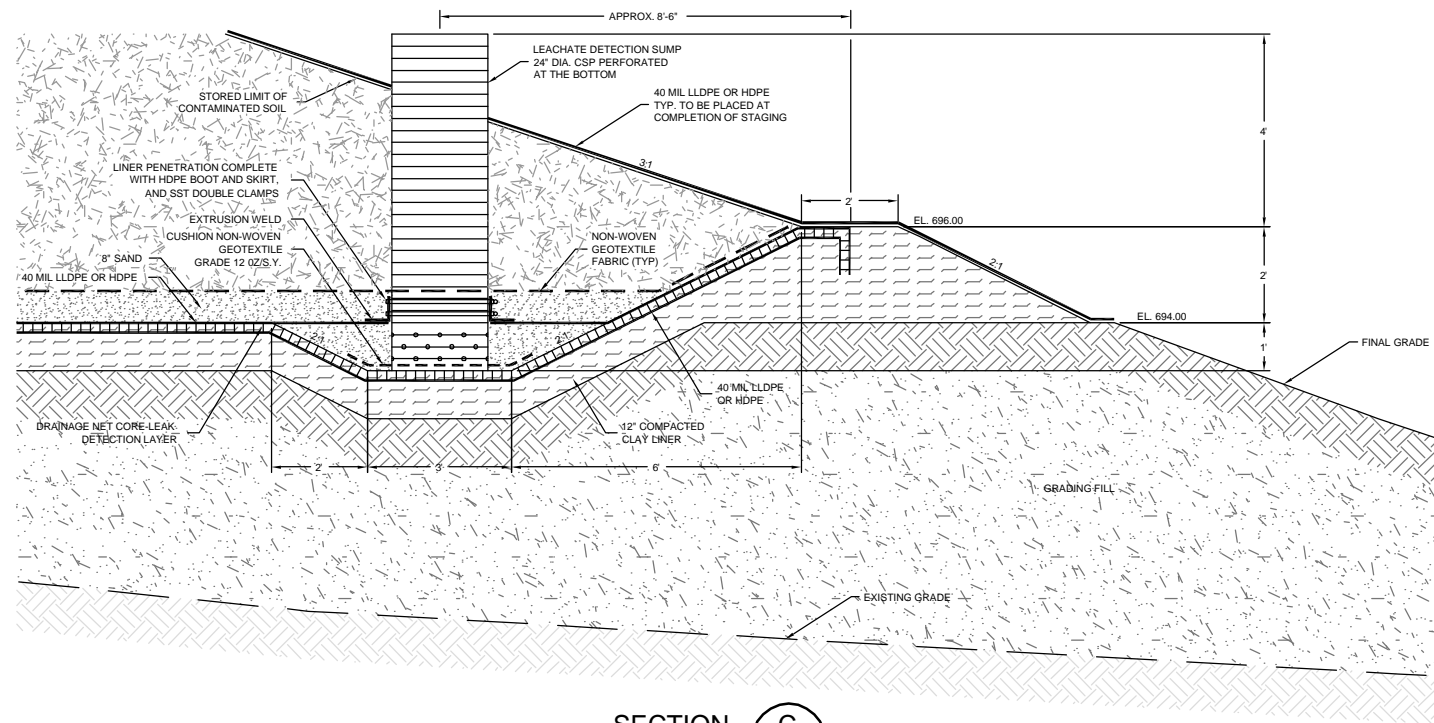 APPROX. 8'-6"
LEACHATE DETECTION SUMP
24" DIA. CSP PERFORATED
AT THE BOTTOM
STORED LIMIT OF
CONTAMINATED SOIL
40 MIL LLDPE OR HDPE
TYP. TO BE PLACED AT
COMPLETION OF STAGING
4'
3:1
LINER PENETRATION COMPLETE
WITH HDPE BOOT AND SKIRT,
AND SST DOUBLE CLAMPS
2'
EL. 696.00
EXTRUSION WELD
CUSHION NON-WOVEN
GEOTEXTILE
GRADE 12 0Z/S.Y.
NON-WOVEN
GEOTEXTILE
FABRIC (TYP)
8" SAND
40 MIL LLDPE OR HDPE
2:1
2'
EL. 694.00
2:1
2:1
1'
FINAL GRADE
40 MIL LLDPE
OR HDPE
DRAINAGE NET CORE-LEAK
DETECTION LAYER
12" COMPACTED
CLAY LINER
2'
3'
6'
GRADING FILL
EXISTING GRADE
SECTION
C